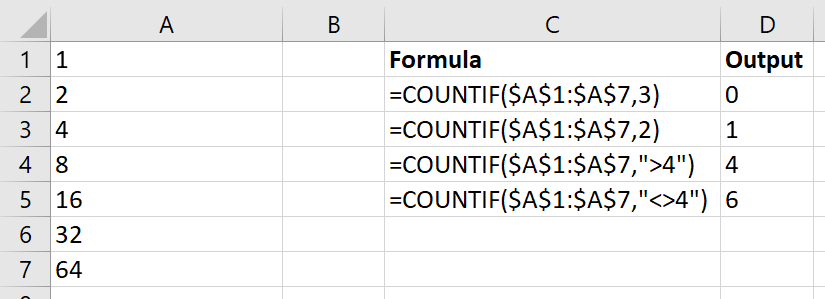 A B C D
1 1 Formula Output
2 2 =COUNTIF($A$1:$A$7,3) 0
3 4 =COUNTIF($A$1:$A$7,2) 1
4 8 =COUNTIF($A$1:$A$7,">4") 4
5 16 =COUNTIF($A$1:$A$7,"<>4") 6
6 32
7 64